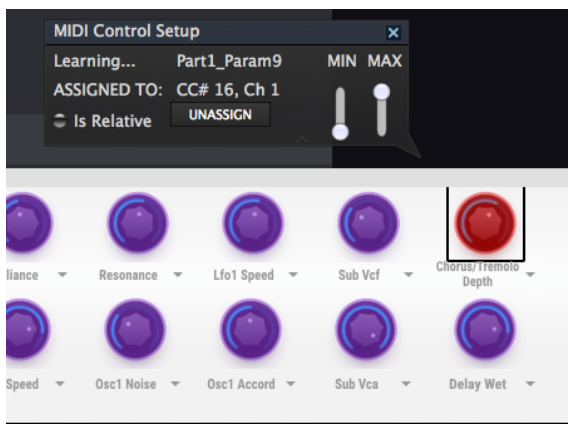 MIDI Control Setup
Learning... Part1_Param9 MIN MAX
ASSIGNED TO: CC# 16, Ch 1
Is Relative UNASSIGN
liance Resonance Lfo1 Speed Sub Vcf Chorus/Tremolo
Depth
Speed Osc1 Noise Osc1 Accord Sub Vca Delay Wet